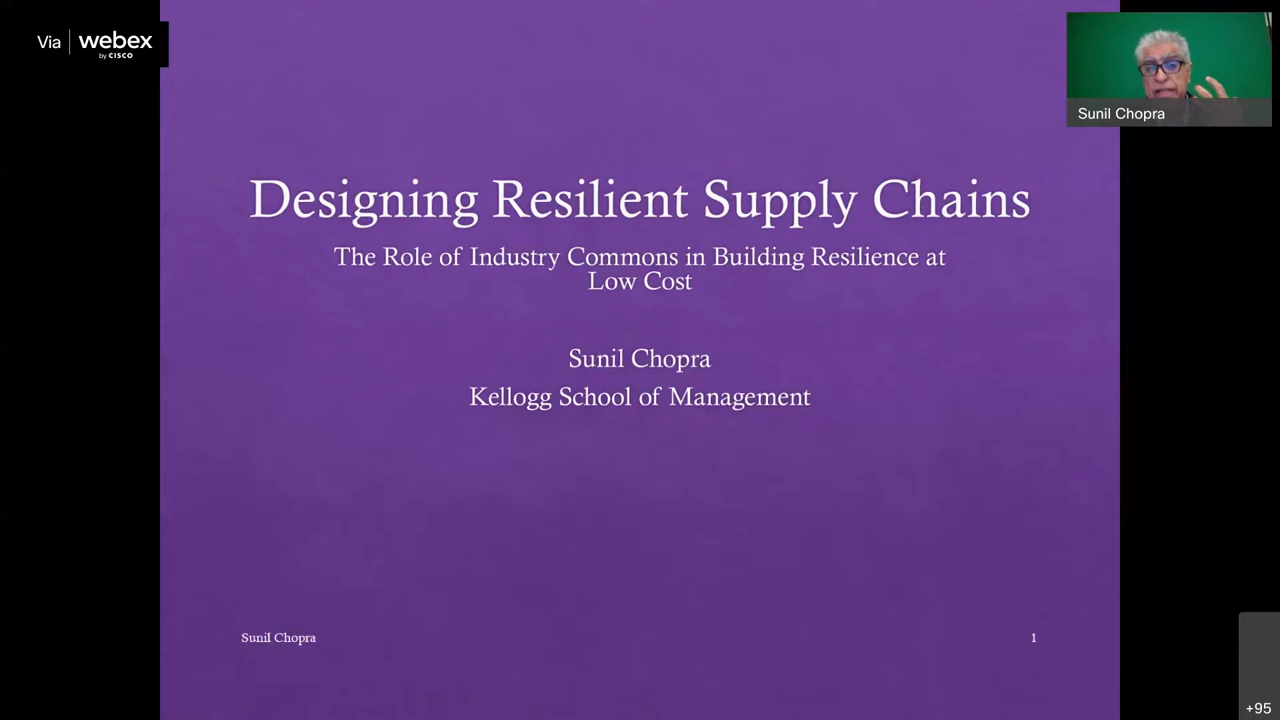 Via webex
by CISCO
Sunil Chopra
Designing Resilient Supply Chains
The Role of Industry Commons in Building Resilience at
Low Cost
Sunil Chopra
Kellogg School of Management
Sunil Chopra
1
+95